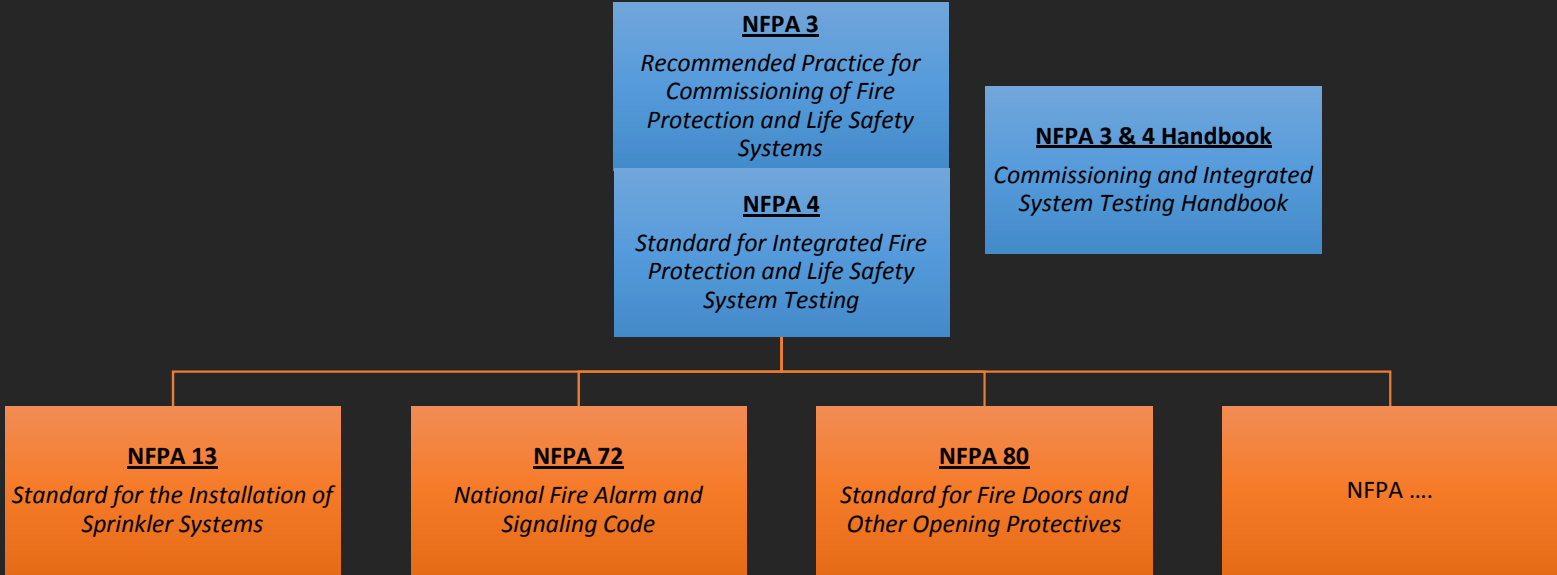 NFPA 3
Recommended Practice for
Commissioning of Fire
Protection and Life Safety
Systems
NFPA 3 & 4 Handbook
Commissioning and Integrated
System Testing Handbook
NFPA 4
Standard for Integrated Fire
Protection and Life Safety
System Testing
NFPA 13
Standard for the Installation of
Sprinkler Systems
NFPA 72
National Fire Alarm and
Signaling Code
NFPA 80
Standard for Fire Doors and
Other Opening Protectives
NFPA ....